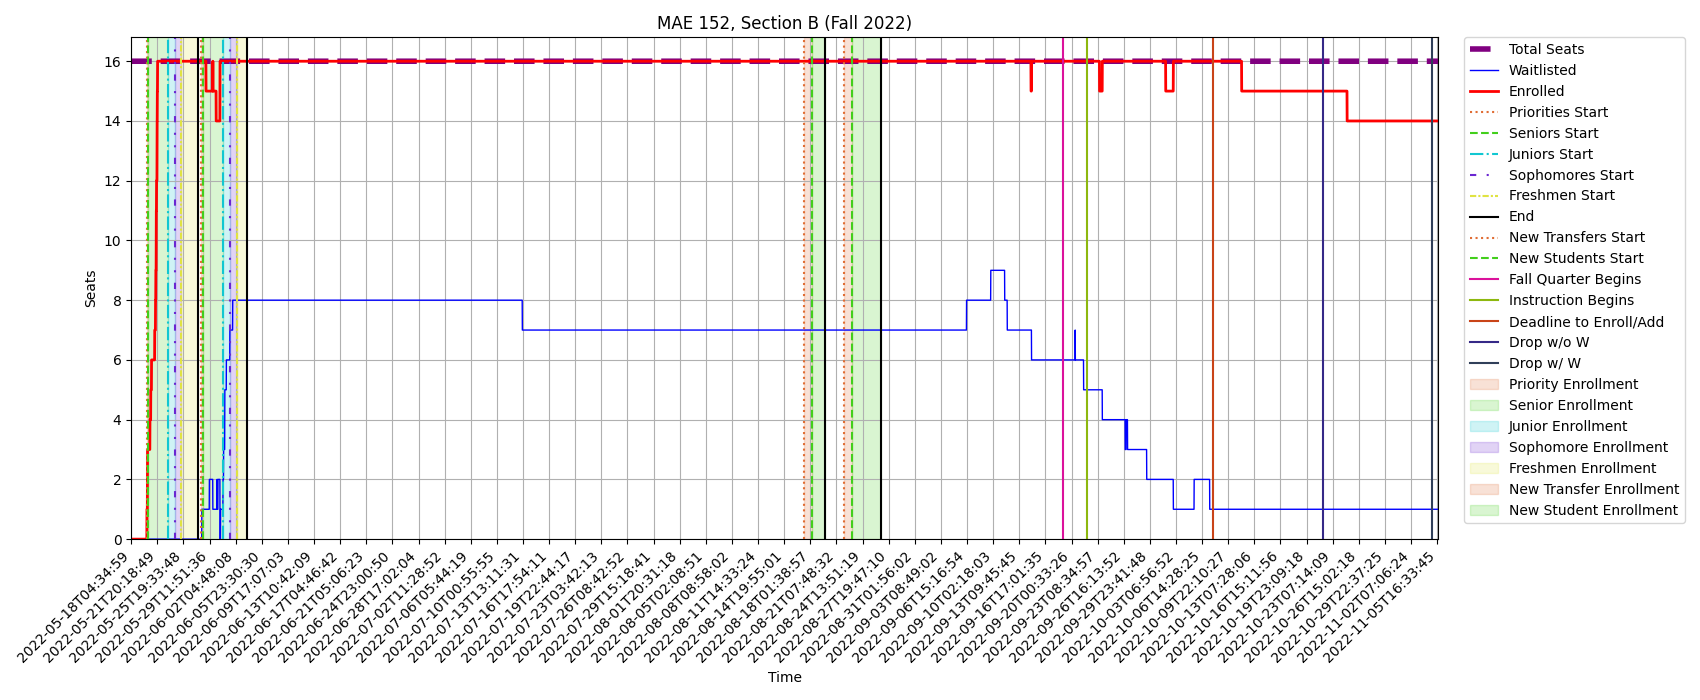 MAE 152, Section B (Fall 2022)
Seats
16
14
12
10
8
6
4
2
0
2022-05-18T04:34:59
2022-05-21T20:18:49
2022-05-25T19:33:48
2022-05-29T11:51:36
2022-06-02T04:48:08
2022-06-05T23:30:30
2022-06-09T17:07:03
2022-06-13T10:42:09
2022-06-17T04:46:42
2022-06-21T05:06:23
2022-06-24T23:00:50
2022-06-28T17:02:04
2022-07-02T11:28:52
2022-07-06T05:44:19
2022-07-10T00:55:55
2022-07-13T13:11:31
2022-07-16T17:54:11
2022-07-19T22:44:17
2022-07-23T03:42:13
2022-07-26T08:42:52
2022-07-29T15:18:41
2022-08-01T20:31:18
2022-08-05T02:08:51
2022-08-08T08:58:02
2022-08-11T14:33:24
2022-08-14T19:55:01
2022-08-18T01:38:57
2022-08-21T07:48:32
2022-08-24T13:51:19
2022-08-27T19:47:10
2022-08-31T01:56:02
2022-09-03T08:49:02
2022-09-06T15:16:54
2022-09-10T02:18:03
2022-09-13T09:45:45
2022-09-16T17:01:35
2022-09-20T00:33:26
2022-09-23T08:34:57
2022-09-26T16:13:52
2022-09-29T23:41:48
2022-10-03T06:56:52
2022-10-06T14:28:25
2022-10-09T22:10:27
2022-10-13T07:28:06
2022-10-16T15:11:56
2022-10-19T23:09:18
2022-10-23T07:14:09
2022-10-26T15:02:18
2022-10-29T22:37:25
2022-11-02T07:06:24
2022-11-05T16:33:45
Time
Total Seats
Waitlisted
Enrolled
Priorities Start
Seniors Start
Juniors Start
Sophomores Start
Freshmen Start
End
New Transfers Start
New Students Start
Fall Quarter Begins
Instruction Begins
Deadline to Enroll/Add
Drop w/o W
Drop w/ W
Priority Enrollment
Senior Enrollment
Junior Enrollment
Sophomore Enrollment
Freshmen Enrollment
New Transfer Enrollment
New Student Enrollment